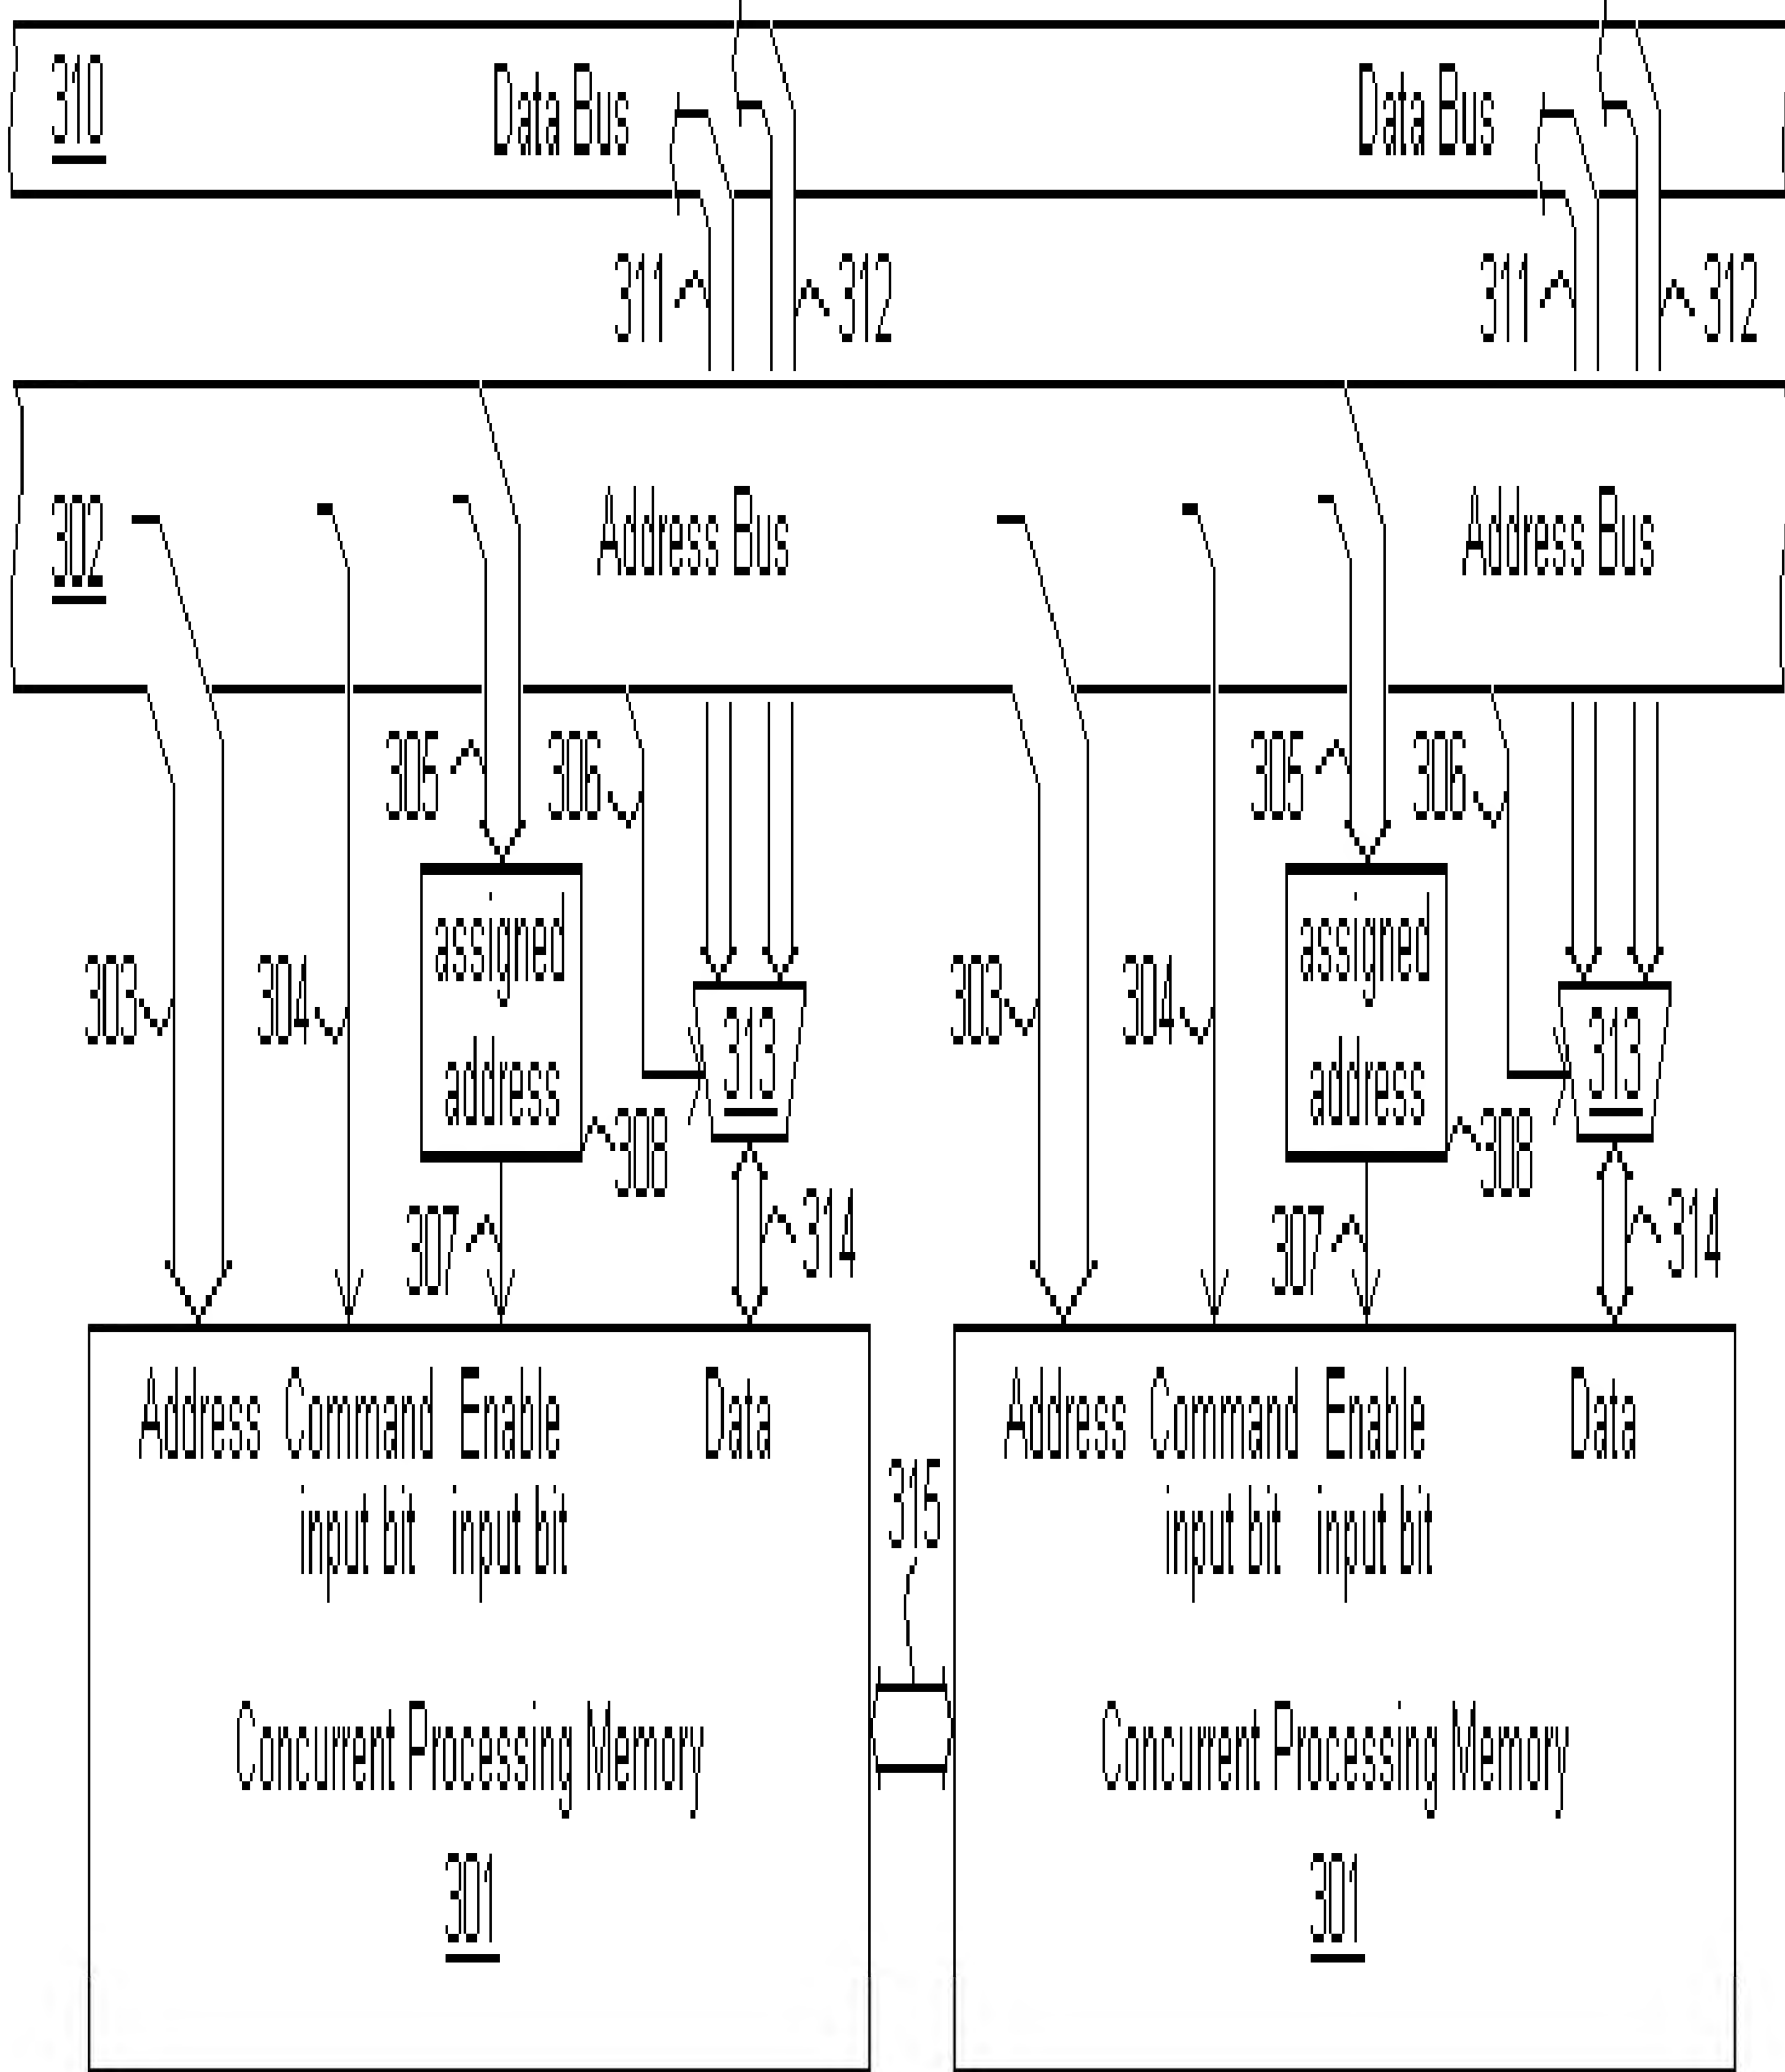 310 Data Bus Data Bus
311 312 311 312
302 Address Bus Address Bus
305 306 305 306
assigned assigned
303 304 313 303 304 313
address address
308 308
307 314 307 314
Address Command Enable Data Address Command Enable Data
315
input bit input bit input bit input bit
Concurrent Processing Memory Concurrent Processing Memory
301 301